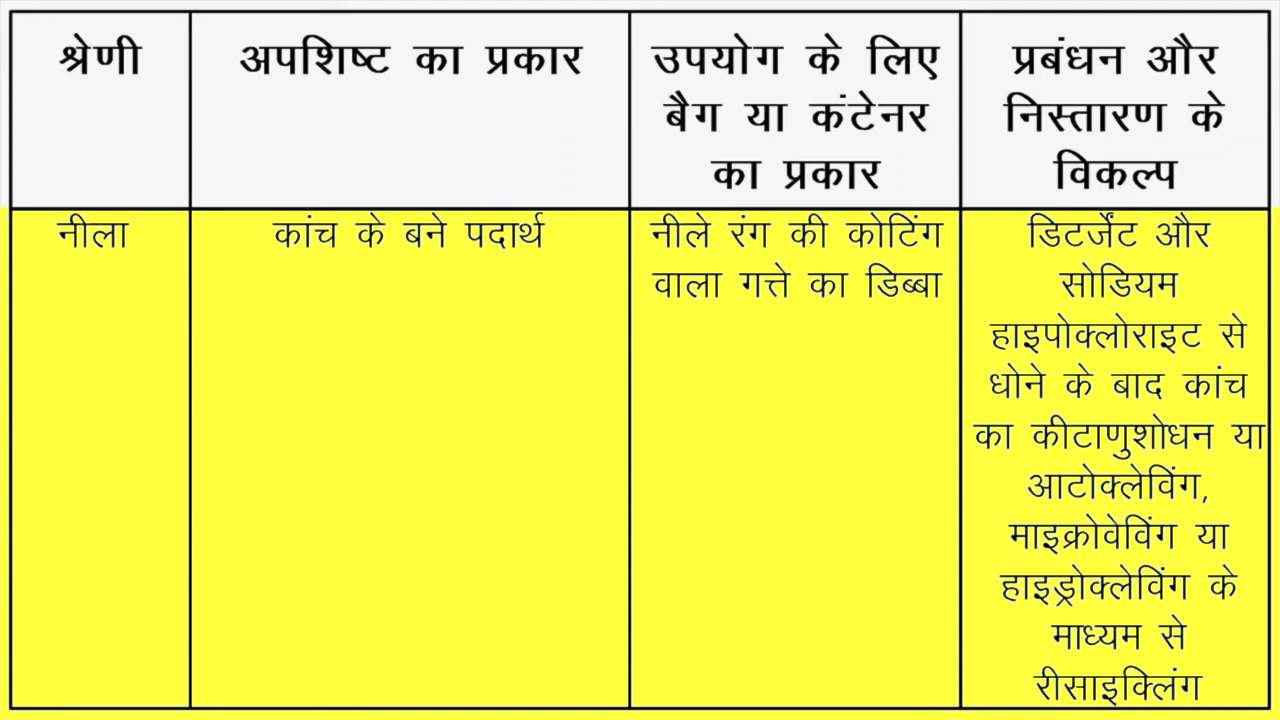 श्रेणी
अपशिष्ट का प्रकार
उपयोग के लिए
बैग या कंटेनर
का प्रकार
प्रबंधन और
निस्तारण के
विकल्प
नीला
कांच के बने पदार्थ
नीले रंग की कोटिंग
वाला गत्ते का डिब्बा
डिटर्जेंट और
सोडियम
हाइपोक्लोराइट से
धोने के बाद कांच
का कीटाणुशोधन या
आटोक्लेविंग,
माइक्रोवेविंग या
हाइड्रोक्लेविंग के
माध्यम से
रीसाइक्लिंग